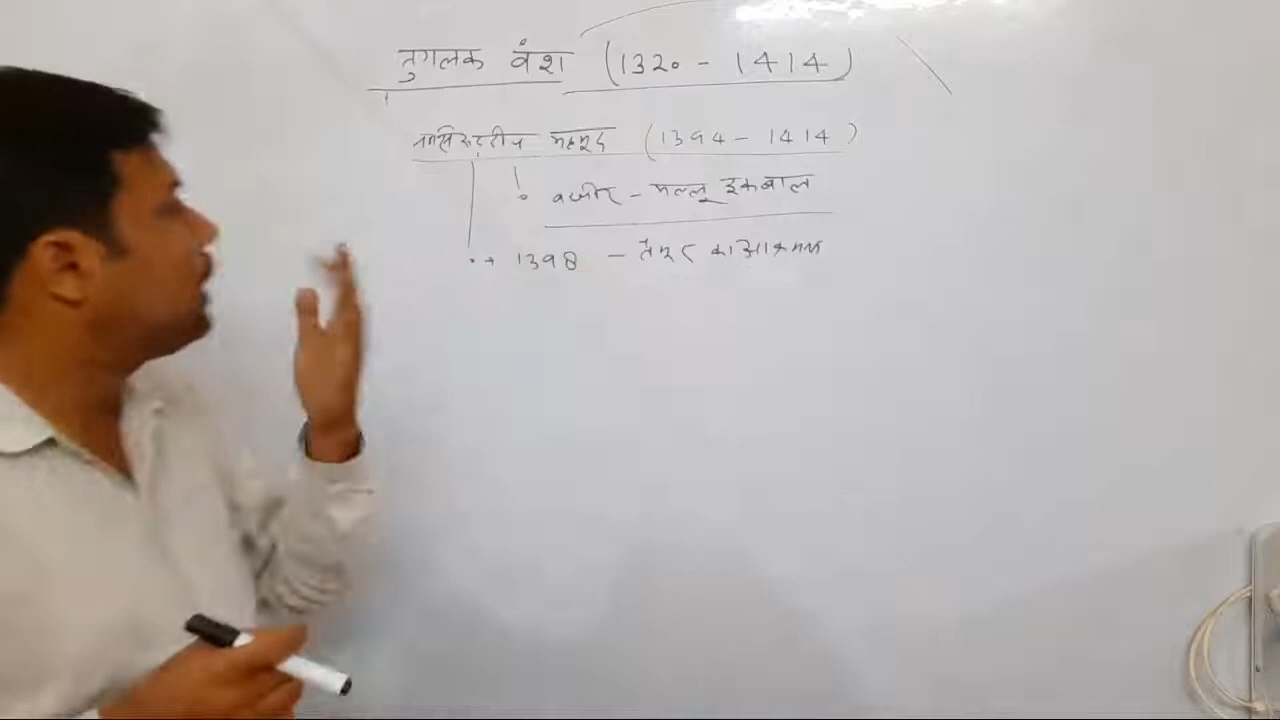 तुगलक वंश (1320 - 1414)
नासिरुद्दीन महमूद (1394 - 1414)
वजीर - मल्लू इकबाल
1398 - तैमूर का आक्रमण